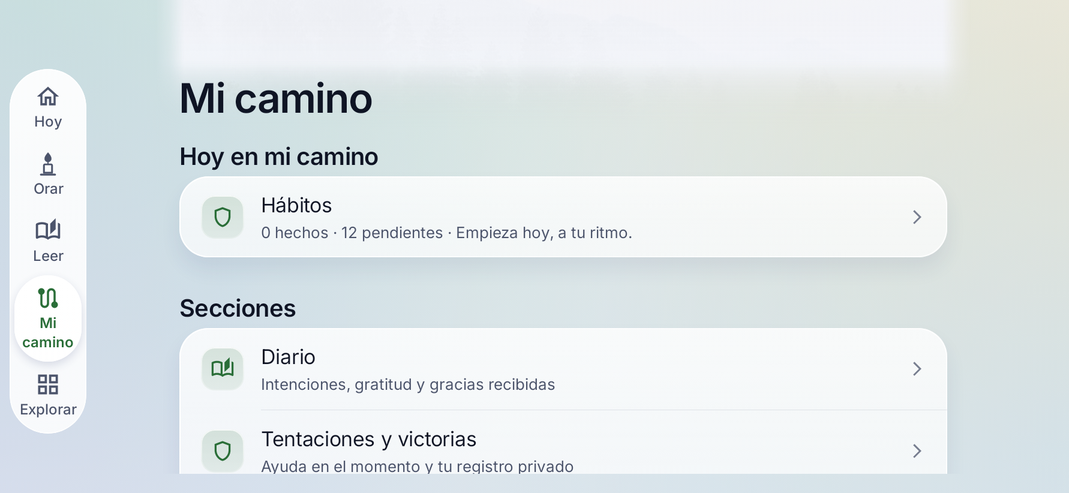 Hoy
Orar
Leer
Mi
camino
Explorar
Mi camino
Hoy en mi camino
Hábitos
0 hechos · 12 pendientes · Empieza hoy, a tu ritmo.
Secciones
Diario
Intenciones, gratitud y gracias recibidas
Tentaciones y victorias
Ayuda en el momento y tu registro privado